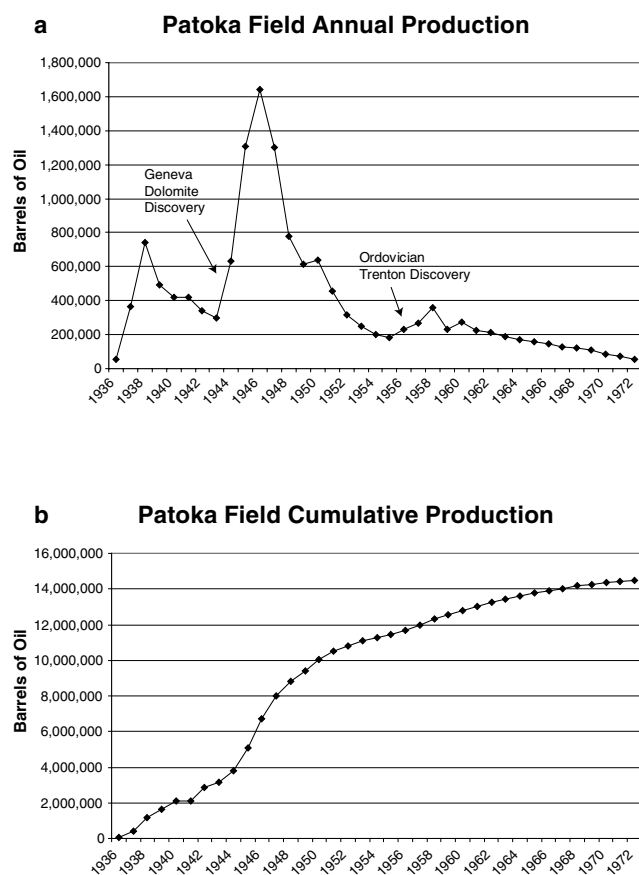 a Patoka Field Annual Production
1,800,000
1,600,000
1,400,000
1,200,000
1,000,000
800,000
600,000
400,000
200,000
0
Barrels of Oil
Geneva
Dolomite
Discovery
Ordovician
Trenton Discovery
1936 1938 1940 1942 1944 1946 1948 1950 1952 1954 1956 1958 1960 1962 1964 1966 1968 1970 1972
b Patoka Field Cumulative Production
16,000,000
14,000,000
12,000,000
10,000,000
8,000,000
6,000,000
4,000,000
2,000,000
0
Barrels of Oil
1936 1938 1940 1942 1944 1946 1948 1950 1952 1954 1956 1958 1960 1962 1964 1966 1968 1970 1972